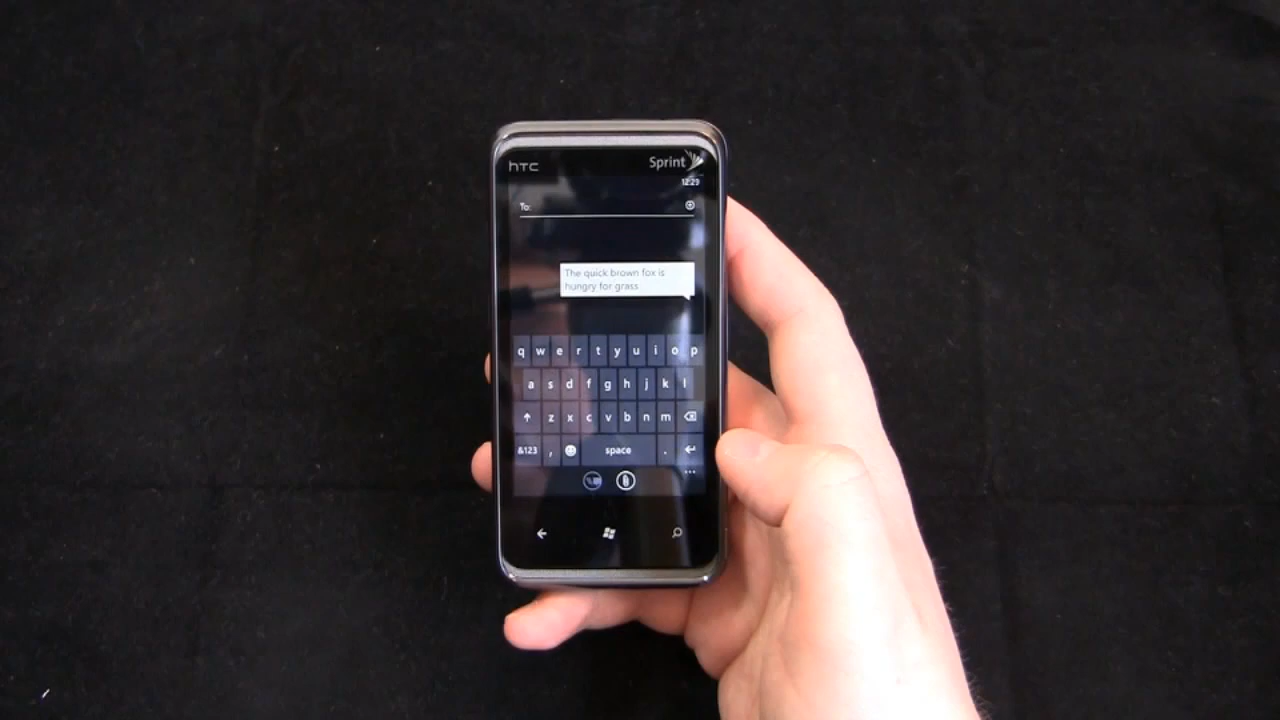 hTC Sprint
12:29
To:
The quick brown fox is
hungry for grass
q w e r t y u i o p
a s d f g h j k l
z x c v b n m
&123 , space .